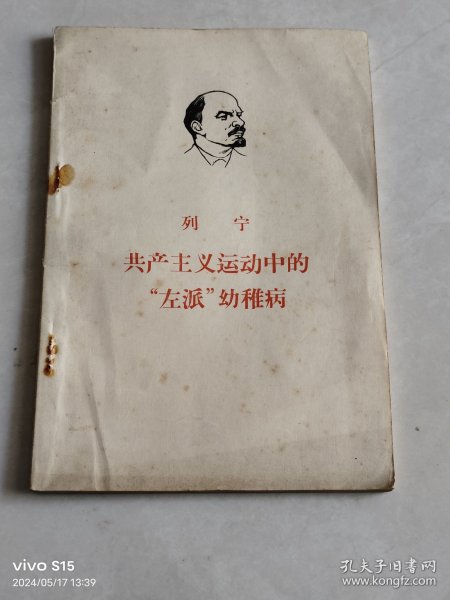 列 宁
共产主义运动中的
“左派”幼稚病
vivo S15
2024/05/17 13:39
孔夫子旧书网
www.kongfz.com